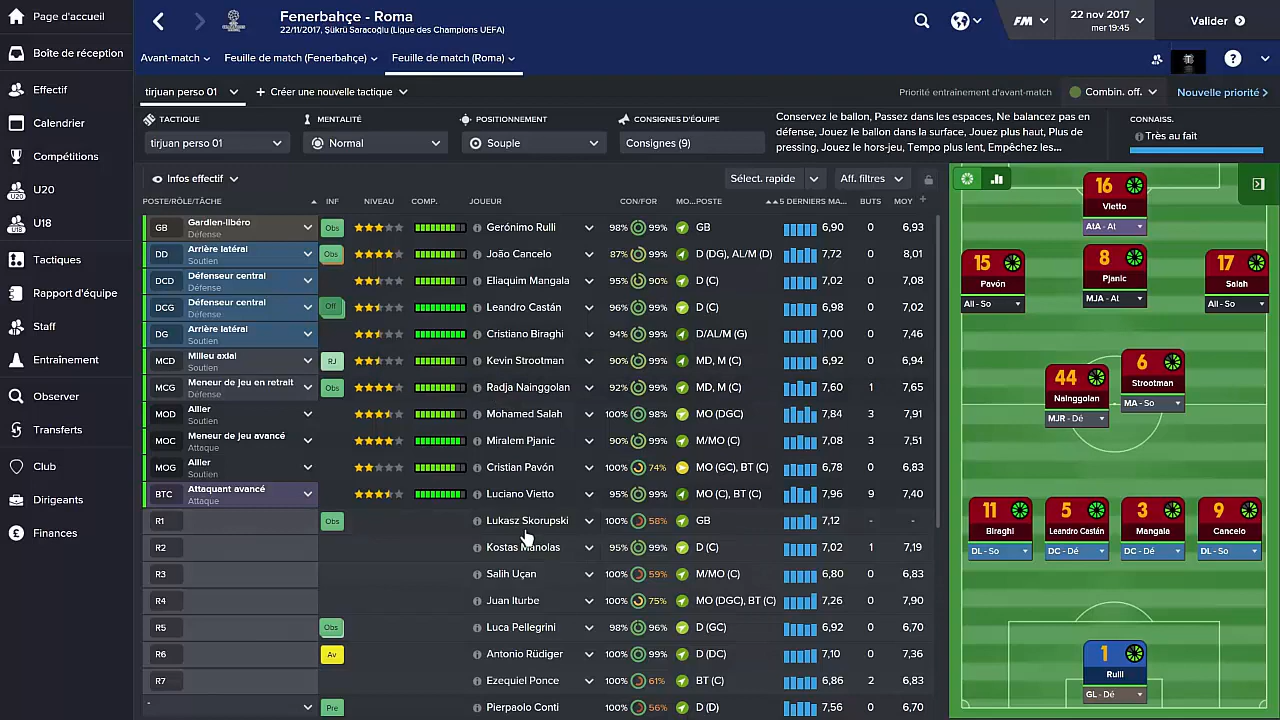 Page d'accueil
Boîte de réception
Effectif
Calendrier
Compétitions
U20
U18
Tactiques
Rapport d'équipe
Staff
Entraînement
Observer
Transferts
Club
Dirigeants
Finances
Fenerbahçe - Roma
22/11/2017, Şükrü Saracoğlu (Ligue des Champions UEFA)
FM
22 nov 2017
mer 19:45
Valider
Avant-match
Feuille de match (Fenerbahçe)
Feuille de match (Roma)
tirjuan perso 01
+ Créer une nouvelle tactique
Priorité entrainement d'avant-match
Combin. off.
Nouvelle priorité >
TACTIQUE
tirjuan perso 01
MENTALITÉ
Normal
POSITIONNEMENT
Souple
CONSIGNES D'ÉQUIPE
Consignes (9)
Conservez le ballon, Passez dans les espaces, Ne balancez pas en
défense, Jouez le ballon dans la surface, Jouez plus haut, Plus de
pressing, Jouez le hors-jeu, Tempo plus lent, Empêchez les...
CONNAISS.
Très au fait
Infos effectif
Sélect. rapide
Aff. filtres
POSTE/RÔLE/TÂCHE INF NIVEAU COMP. JOUEUR CON/FOR MO... POSTE 5 DERNIERS MA... BUTS MOY +
GB Gardien-libéro Défense Obs Gerónimo Rulli 98% 99% GB 6,90 0 6,93
DD Arrière latéral Soutien Obs João Cancelo 87% 99% D (DG), AL/M (D) 7,72 0 8,01
DCD Défenseur central Défense Eliaquim Mangala 95% 90% D (C) 7,02 0 7,08
DCG Défenseur central Défense Off Leandro Castán 96% 99% D (C) 6,98 0 7,02
DG Arrière latéral Soutien Cristiano Biraghi 94% 99% D/AL/M (G) 7,00 0 7,46
MCD Milieu axial Soutien RJ Kevin Strootman 90% 99% MD, M (C) 6,92 0 6,94
MCG Meneur de jeu en retrait Défense Obs Radja Nainggolan 92% 99% MD, M (C) 7,60 1 7,65
MOD Ailier Soutien Mohamed Salah 100% 98% MO (DGC) 7,84 3 7,91
MOC Meneur de jeu avancé Attaque Miralem Pjanic 90% 99% M/MO (C) 7,08 3 7,51
MOG Ailier Soutien Cristian Pavón 100% 74% MO (GC), BT (C) 6,78 0 6,83
BTC Attaquant avancé Attaque Luciano Vietto 95% 99% MO (C), BT (C) 7,96 9 7,40
R1 Obs Lukasz Skorupski 100% 58% GB 7,12 - -
R2 Kostas Manolas 95% 99% D (C) 7,02 1 7,19
R3 Salih Uçan 100% 59% M/MO (C) 6,80 0 6,83
R4 Juan Iturbe 100% 75% MO (DGC), BT (C) 7,26 0 7,90
R5 Obs Luca Pellegrini 98% 96% D (GC) 6,92 0 6,70
R6 Av Antonio Rüdiger 100% 99% D (DC) 7,10 0 7,36
R7 Ezequiel Ponce 100% 61% BT (C) 6,86 2 6,83
- Pre Pierpaolo Conti 100% 56% D (D) 7,56 0 6,70
16
Vietto
AtA - At
15
Pavón
All - So
8
Pjanic
MJA - At
17
Salah
All - So
44
Nainggolan
MJR - Dé
6
Strootman
MA - So
11
Biraghi
DL - So
5
Leandro Castán
DC - Dé
3
Mangala
DC - Dé
9
Cancelo
DL - So
1
Rulli
GL - Dé